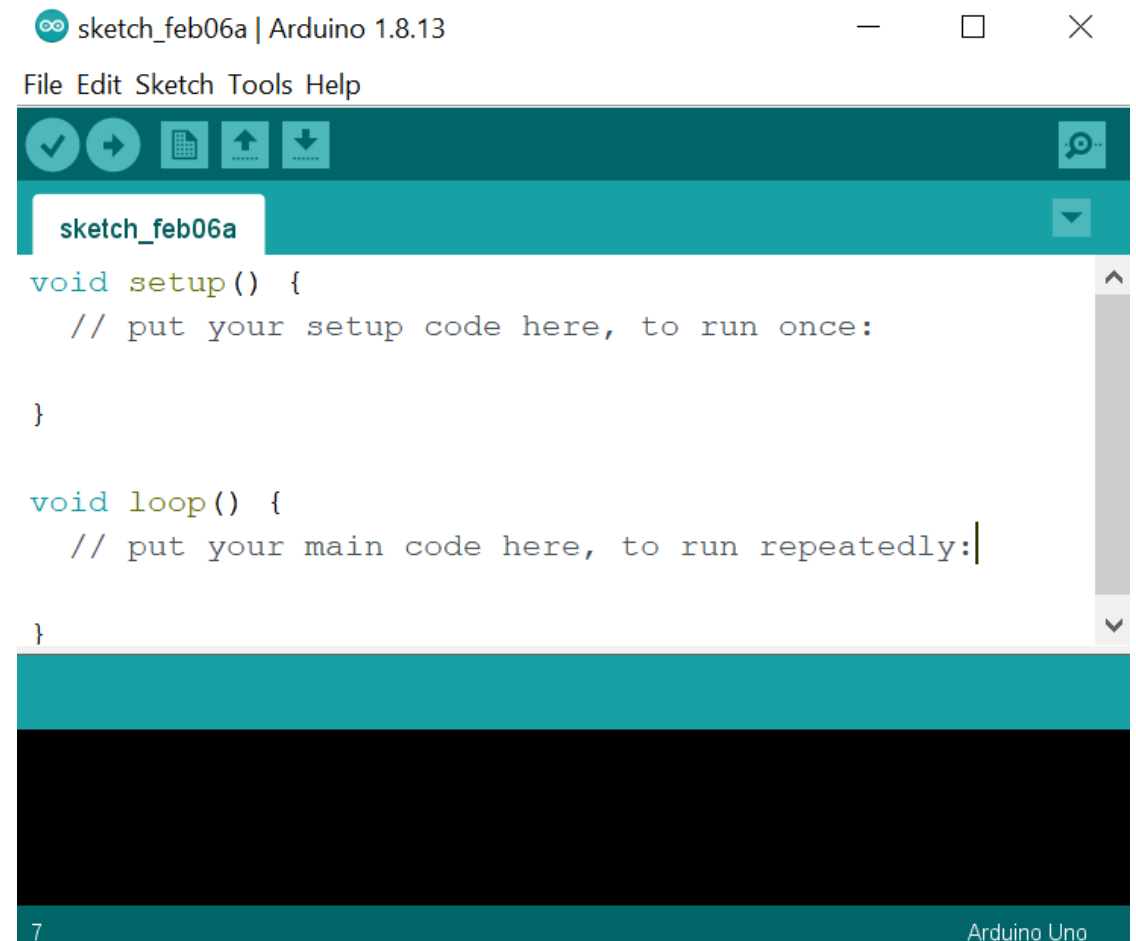 sketch_feb06a | Arduino 1.8.13
File Edit Sketch Tools Help
sketch_feb06a
void setup() {
  // put your setup code here, to run once:
}
void loop() {
  // put your main code here, to run repeatedly:
}
7 Arduino Uno